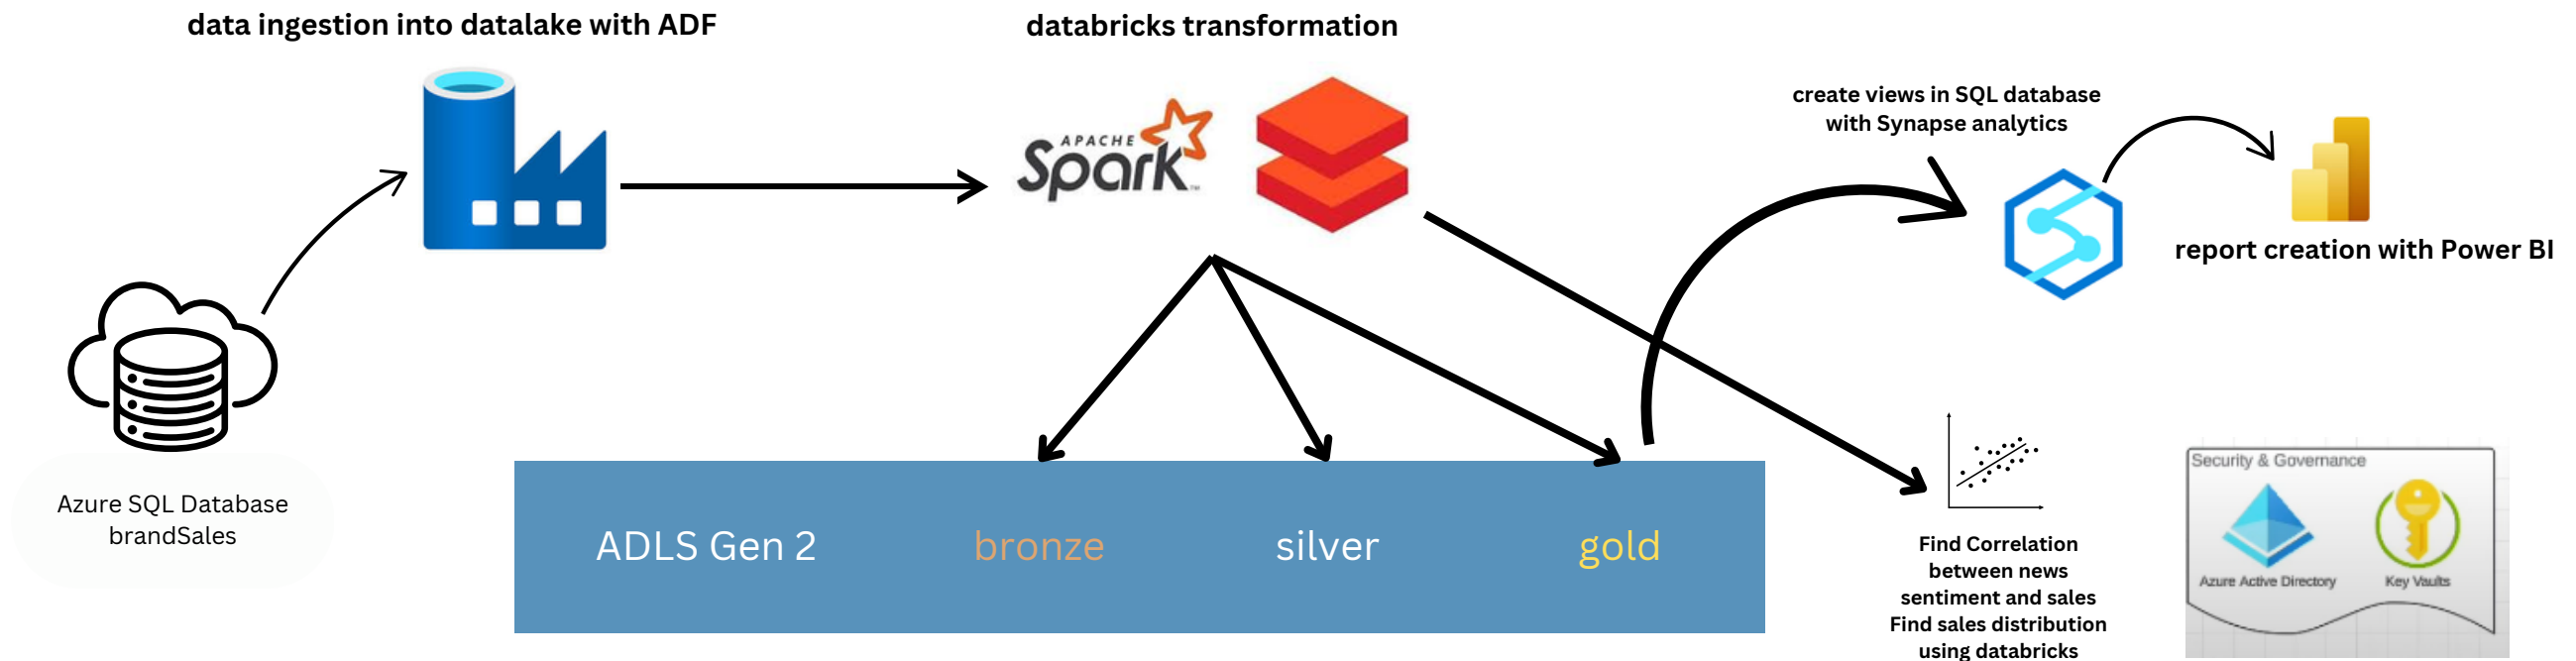 data ingestion into datalake with ADF
databricks transformation
create views in SQL database
with Synapse analytics
APACHE
Spark™
report creation with Power BI
Azure SQL Database
brandSales
ADLS Gen 2
bronze
silver
gold
Find Correlation
between news
sentiment and sales
Find sales distribution
using databricks
Security & Governance
Azure Active Directory
Key Vaults